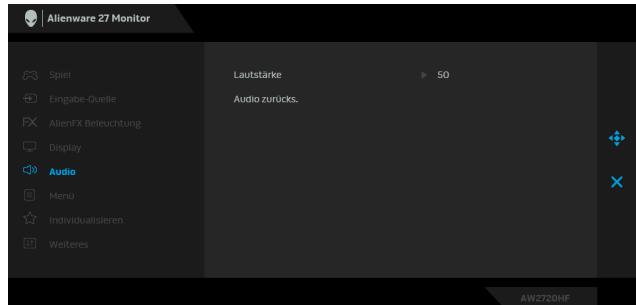 Alienware 27 Monitor
Spiel
Eingabe-Quelle
AlienFX Beleuchtung
Display
Audio
Menü
Individualisieren
Weiteres
Lautstärke 50
Audio zurücks.
AW2720HF